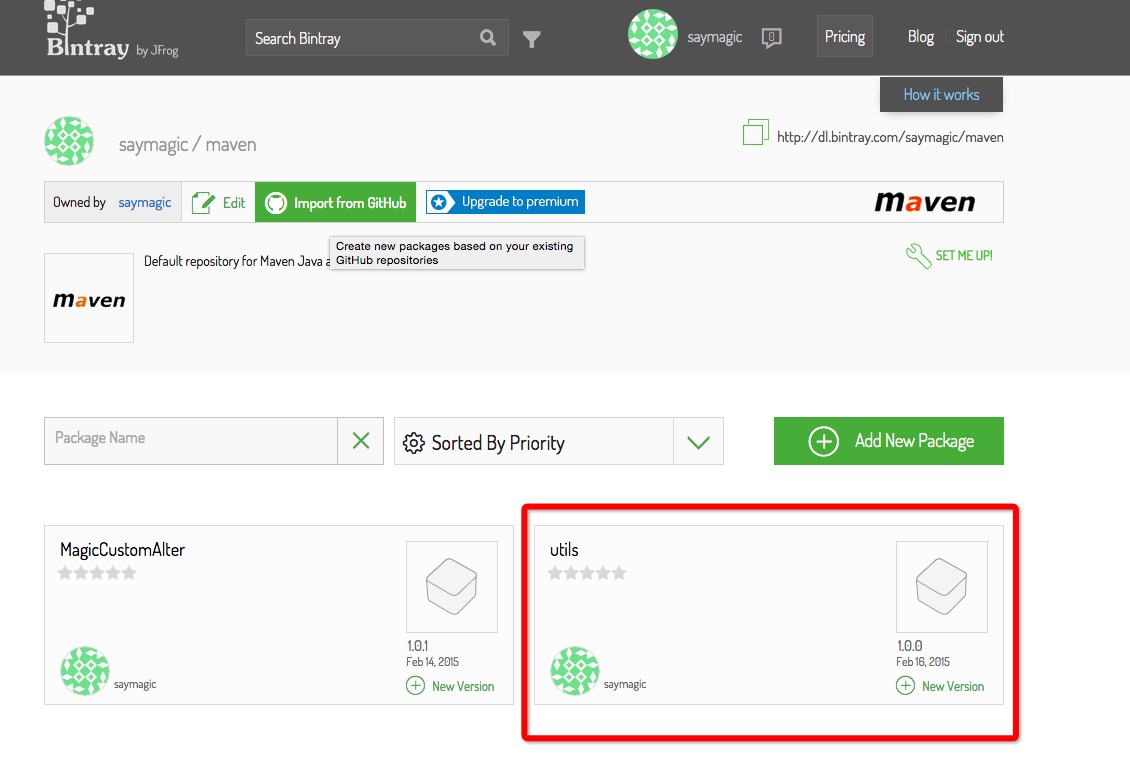 BIntray by JFrog
Search Bintray
saymagic
0
Pricing
Blog
Sign out
How it works
saymagic / maven
http://dl.bintray.com/saymagic/maven
Owned by saymagic
Edit
Import from GitHub
Upgrade to premium
maven
Create new packages based on your existing
GitHub repositories
Default repository for Maven Java a
SET ME UP!
maven
Package Name
Sorted By Priority
Add New Package
MagicCustomAlter
1.0.1
Feb 14, 2015
saymagic
New Version
utils
1.0.0
Feb 16, 2015
saymagic
New Version